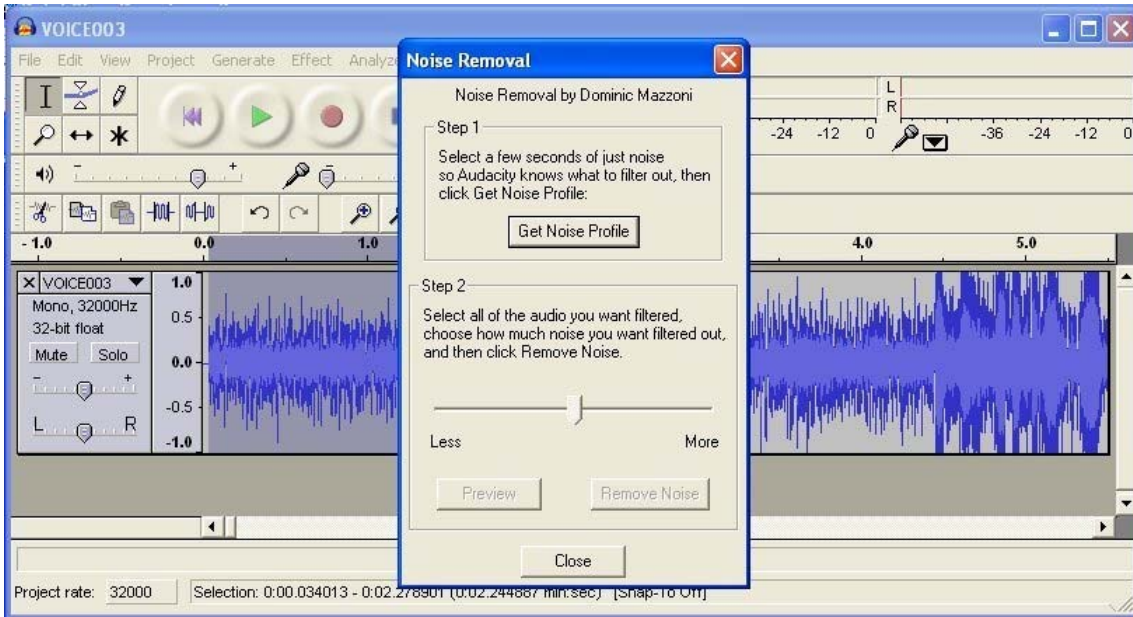 VOICE003
File Edit View Project Generate Effect Analyz
Noise Removal
Noise Removal by Dominic Mazzoni
Step 1
Select a few seconds of just noise
so Audacity knows what to filter out, then
click Get Noise Profile:
Get Noise Profile
Step 2
Select all of the audio you want filtered,
choose how much noise you want filtered out,
and then click Remove Noise.
Less More
Preview Remove Noise
Close
L
R
-24 -12 0 -36 -24 -12 0
- +
-1.0 0.0 1.0 4.0 5.0
VOICE003
Mono, 32000Hz
32-bit float
Mute Solo
- +
L R
1.0
0.5
0.0
-0.5
-1.0
Project rate: 32000 Selection: 0:00.034013 - 0:02.278901 (0:02.244887 min:sec) [Snap-To Off]